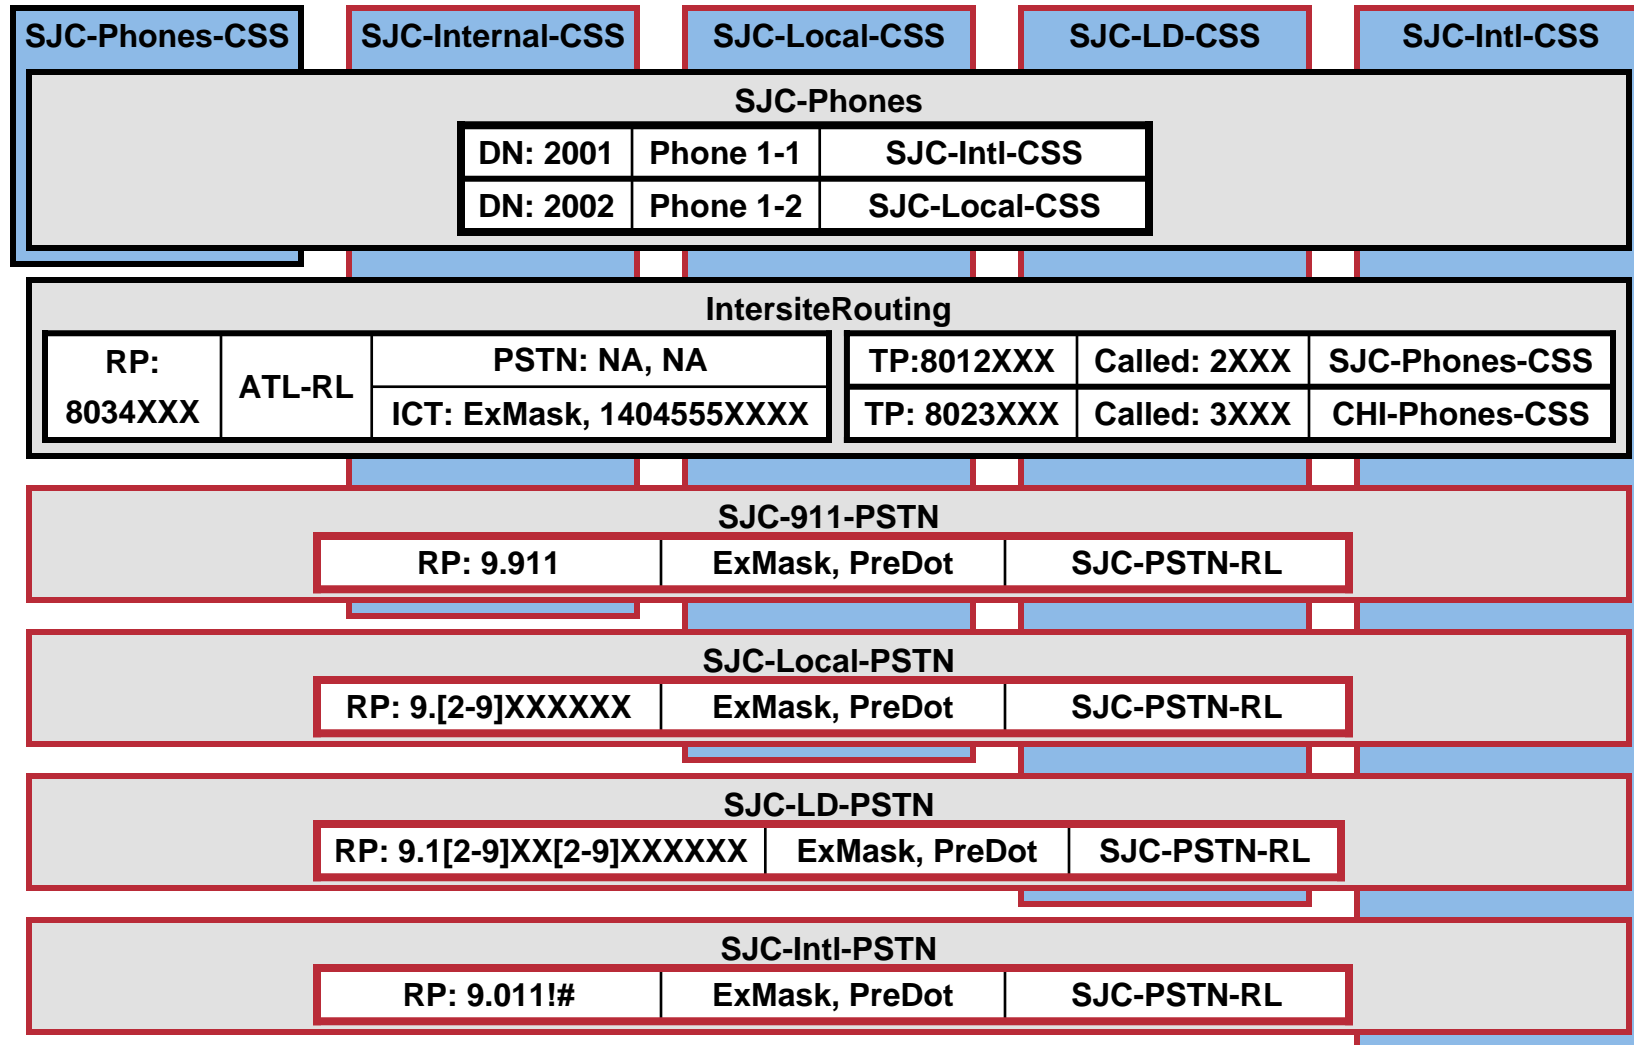 SJC-Phones-CSS SJC-Internal-CSS SJC-Local-CSS SJC-LD-CSS SJC-Intl-CSS
SJC-Phones
DN: 2001 Phone 1-1 SJC-Intl-CSS
DN: 2002 Phone 1-2 SJC-Local-CSS
IntersiteRouting
RP:
8034XXX
ATL-RL
PSTN: NA, NA
ICT: ExMask, 1404555XXXX
TP:8012XXX Called: 2XXX SJC-Phones-CSS
TP: 8023XXX Called: 3XXX CHI-Phones-CSS
SJC-911-PSTN
RP: 9.911 ExMask, PreDot SJC-PSTN-RL
SJC-Local-PSTN
RP: 9.[2-9]XXXXXX ExMask, PreDot SJC-PSTN-RL
SJC-LD-PSTN
RP: 9.1[2-9]XX[2-9]XXXXXX ExMask, PreDot SJC-PSTN-RL
SJC-Intl-PSTN
RP: 9.011!# ExMask, PreDot SJC-PSTN-RL